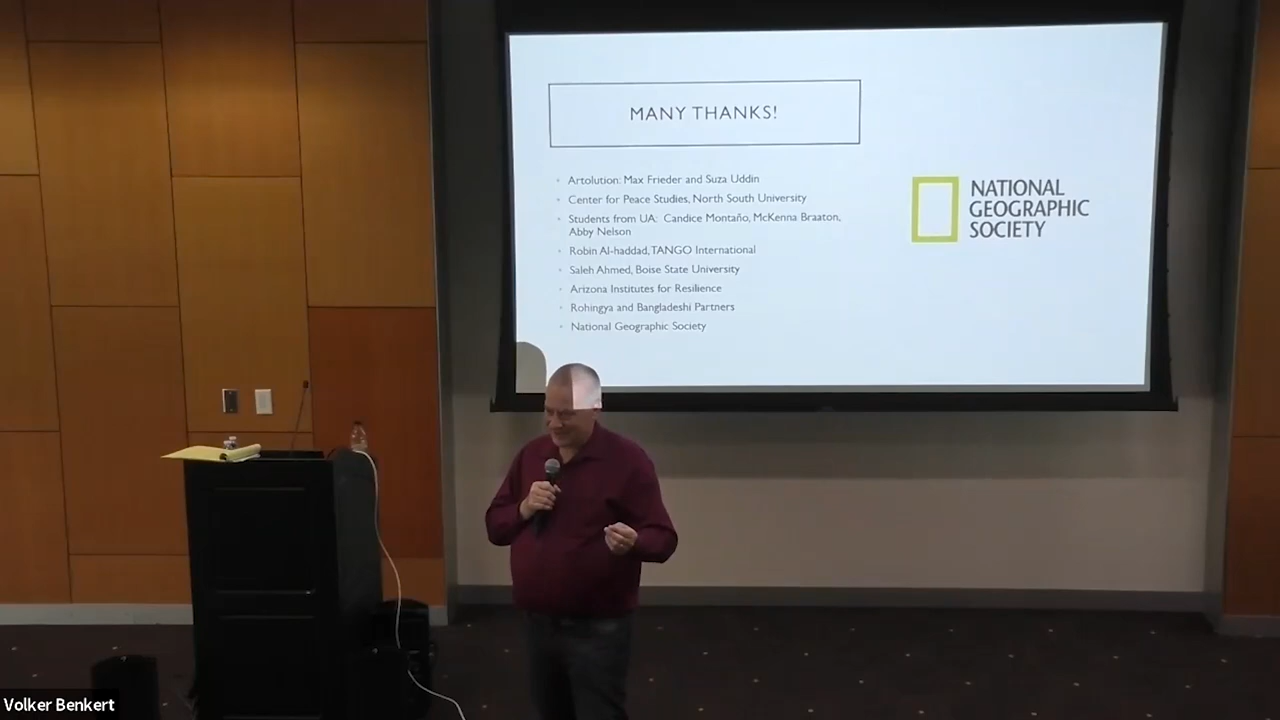 MANY THANKS!
Artolution: Max Frieder and Suza Uddin
Center for Peace Studies, North South University
Students from UA: Candice Montaño, McKenna Braaton,
Abby Nelson
Robin Al-haddad, TANGO International
Saleh Ahmed, Boise State University
Arizona Institutes for Resilience
Rohingya and Bangladeshi Partners
National Geographic Society
NATIONAL
GEOGRAPHIC
SOCIETY
Volker Benkert